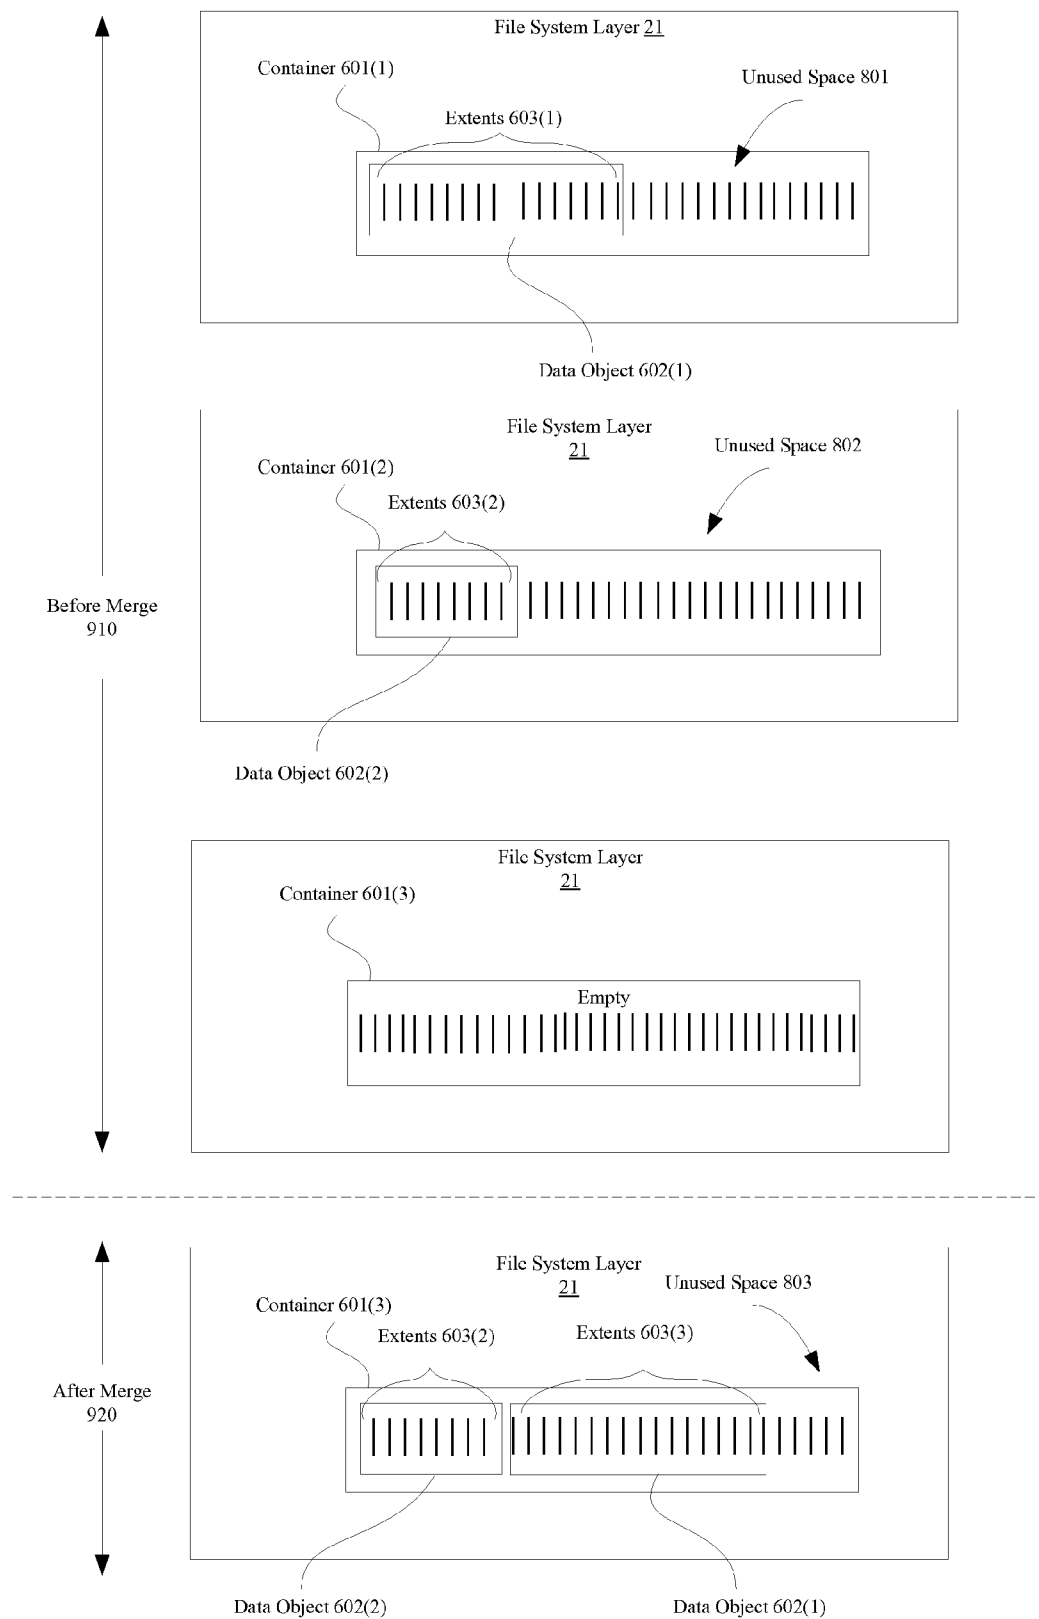 File System Layer 21
Container 601(1)
Unused Space 801
Extents 603(1)
Data Object 602(1)
File System Layer
21
Unused Space 802
Container 601(2)
Extents 603(2)
Before Merge
910
Data Object 602(2)
File System Layer
21
Container 601(3)
Empty
File System Layer
21
Unused Space 803
Container 601(3)
Extents 603(2)
Extents 603(3)
After Merge
920
Data Object 602(2)
Data Object 602(1)